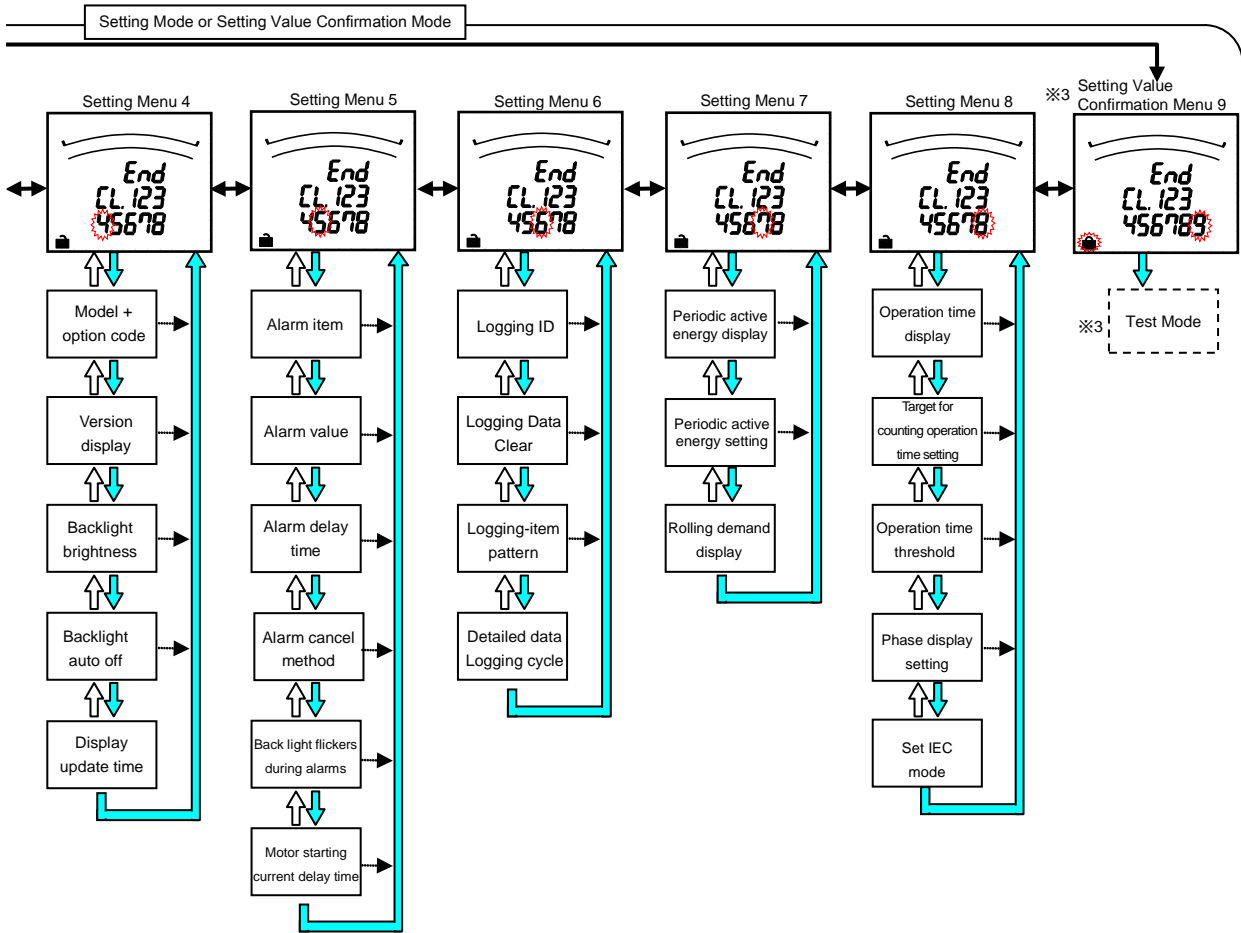 Setting Mode or Setting Value Confirmation Mode
Setting Menu 4
End
CL.123
45678
Model +
option code
Version
display
Backlight
brightness
Backlight
auto off
Display
update time
Setting Menu 5
End
CL.123
45678
Alarm item
Alarm value
Alarm delay
time
Alarm cancel
method
Back light flickers
during alarms
Motor starting
current delay time
Setting Menu 6
End
CL.123
45678
Logging ID
Logging Data
Clear
Logging-item
pattern
Detailed data
Logging cycle
Setting Menu 7
End
CL.123
45678
Periodic active
energy display
Periodic active
energy setting
Rolling demand
display
Setting Menu 8
End
CL.123
45678
Operation time
display
Target for
counting operation
time setting
Operation time
threshold
Phase display
setting
Set IEC
mode
※3 Setting Value
Confirmation Menu 9
End
CL.123
456789
※3 Test Mode